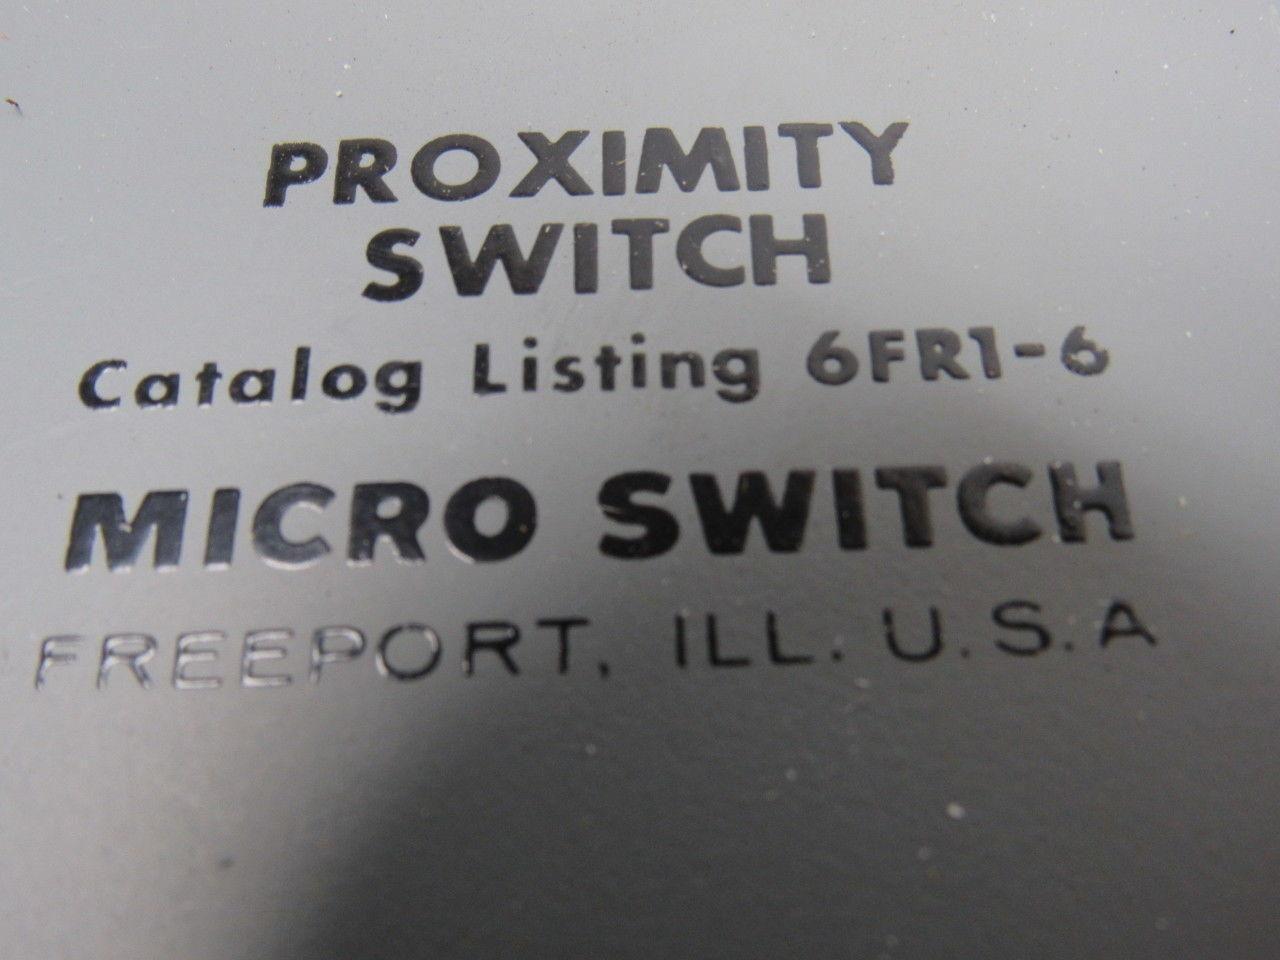 PROXIMITY
SWITCH
Catalog Listing 6FR1-6
MICRO SWITCH
FREEPORT, ILL. U.S.A